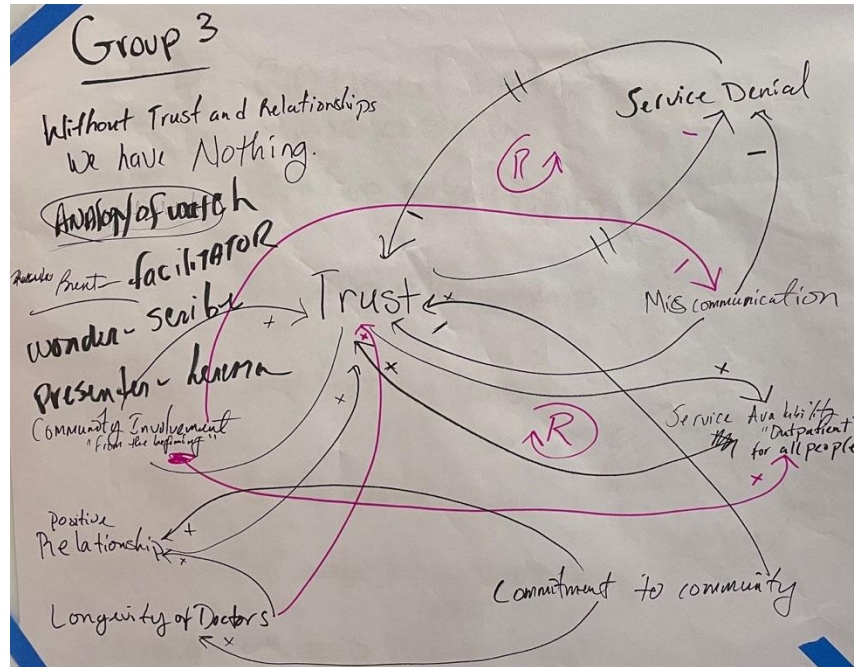 Group 3
Without Trust and Relationships
We have Nothing.
Analogy of watch
Brent - facilitator
wonder - scribe
presenter -
Community Involvement
"From the beginning"
positive
Relationship
Longevity of Doctors
Trust
R
Service Denial
Miscommunication
R
Service Availability
"Outpatient"
for all people
Commitment to community